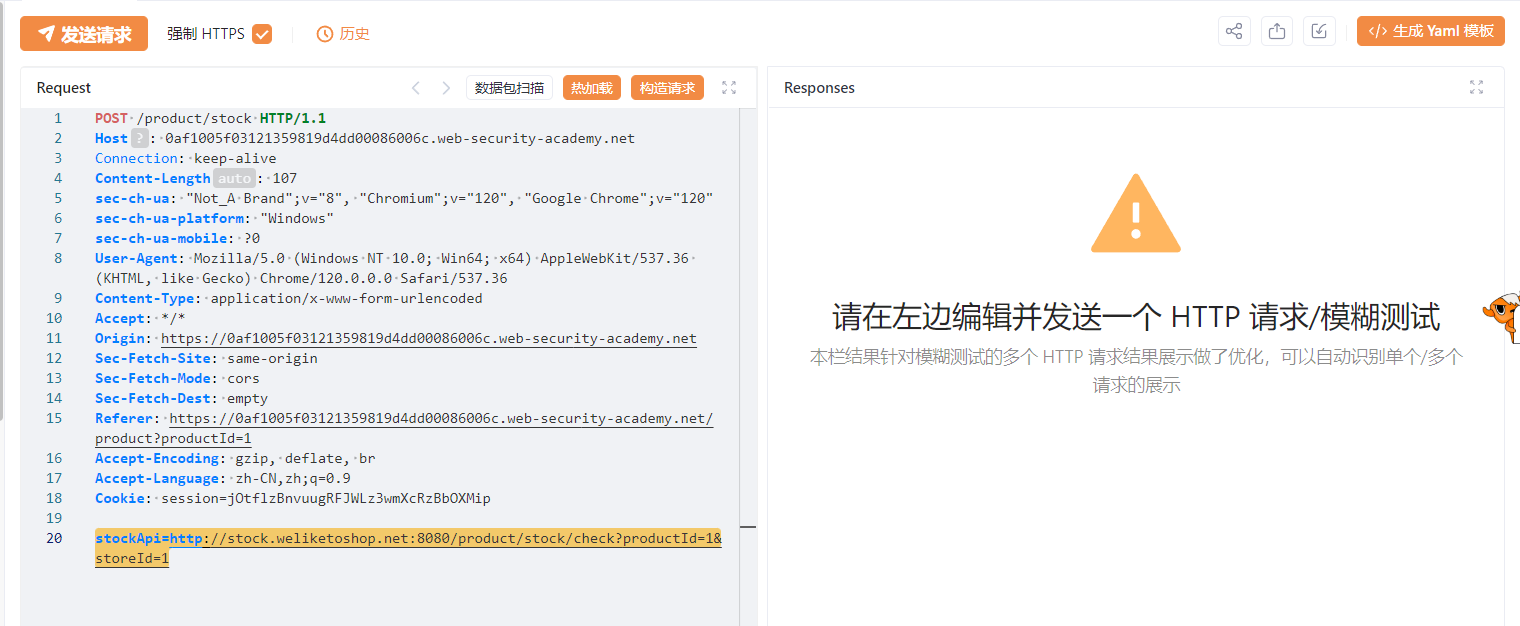 发送请求 强制 HTTPS 历史 </> 生成 Yaml 模板
Request 数据包扫描 热加载 构造请求 Responses
1 POST /product/stock HTTP/1.1
2 Host ? : 0af1005f03121359819d4dd00086006c.web-security-academy.net
3 Connection: keep-alive
4 Content-Length auto : 107
5 sec-ch-ua: "Not_A Brand";v="8", "Chromium";v="120", "Google Chrome";v="120"
6 sec-ch-ua-platform: "Windows"
7 sec-ch-ua-mobile: ?0
8 User-Agent: Mozilla/5.0 (Windows NT 10.0; Win64; x64) AppleWebKit/537.36
(KHTML, like Gecko) Chrome/120.0.0.0 Safari/537.36
9 Content-Type: application/x-www-form-urlencoded
10 Accept: */*
11 Origin: https://0af1005f03121359819d4dd00086006c.web-security-academy.net
12 Sec-Fetch-Site: same-origin
13 Sec-Fetch-Mode: cors
14 Sec-Fetch-Dest: empty
15 Referer: https://0af1005f03121359819d4dd00086006c.web-security-academy.net/
product?productId=1
16 Accept-Encoding: gzip, deflate, br
17 Accept-Language: zh-CN,zh;q=0.9
18 Cookie: session=jOtflzBnvuugRFJWLz3wmXcRzBbOXMip
19
20 stockApi=http://stock.weliketoshop.net:8080/product/stock/check?productId=1&
storeId=1
请在左边编辑并发送一个 HTTP 请求/模糊测试
本栏结果针对模糊测试的多个 HTTP 请求结果展示做了优化，可以自动识别单个/多个
请求的展示